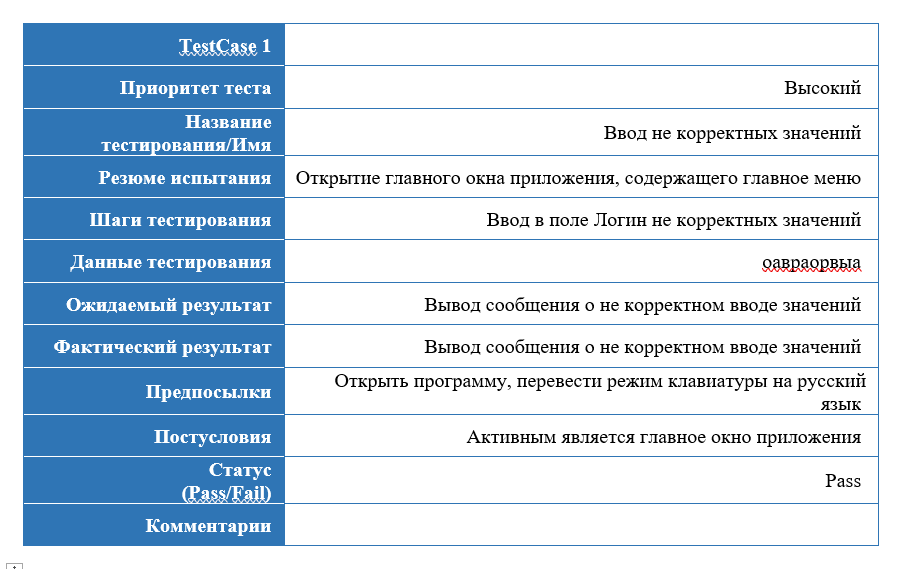 TestCase 1
Приоритет теста Высокий
Название
тестирования/Имя Ввод не корректных значений
Резюме испытания Открытие главного окна приложения, содержащего главное меню
Шаги тестирования Ввод в поле Логин не корректных значений
Данные тестирования оавраорвыа
Ожидаемый результат Вывод сообщения о не корректном вводе значений
Фактический результат Вывод сообщения о не корректном вводе значений
Предпосылки Открыть программу, перевести режим клавиатуры на русский
язык
Постусловия Активным является главное окно приложения
Статус
(Pass/Fail) Pass
Комментарии